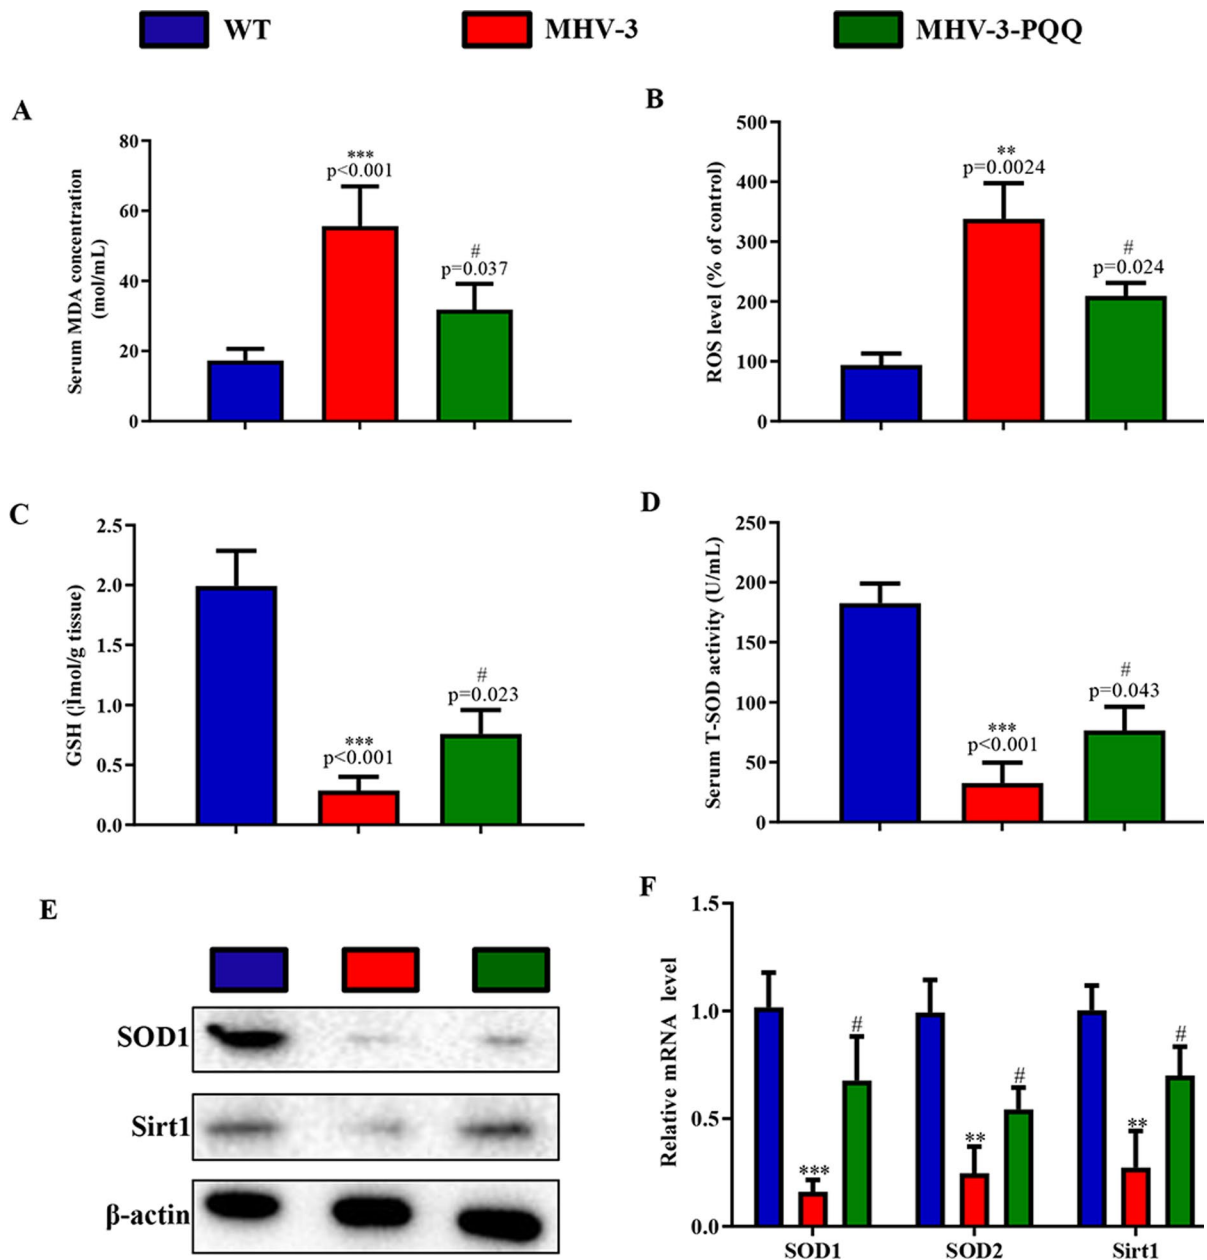 WT
MHV-3
MHV-3-PQQ
A
Serum MDA concentration
(mol/mL)
80
60
40
20
0
***
p<0.001
#
p=0.037
B
ROS level (% of control)
500
400
300
200
100
0
**
p=0.0024
#
p=0.024
C
GSH (¦Ìmol/g tissue)
2.5
2.0
1.5
1.0
0.5
0.0
***
p<0.001
#
p=0.023
D
Serum T-SOD activity (U/mL)
250
200
150
100
50
0
***
p<0.001
#
p=0.043
E
SOD1
Sirt1
β-actin
F
Relative mRNA level
1.5
1.0
0.5
0.0
***
#
**
#
**
#
SOD1
SOD2
Sirt1